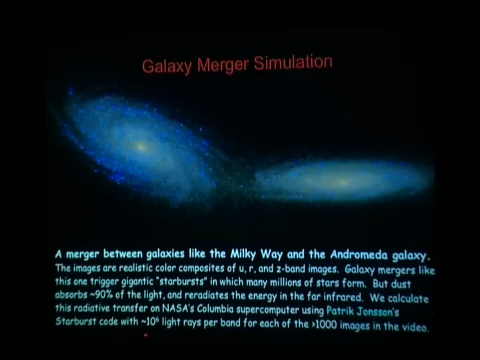 Galaxy Merger Simulation
A merger between galaxies like the Milky Way and the Andromeda galaxy.
The images are realistic color composites of u, r, and z-band images. Galaxy mergers like
this one trigger gigantic "starbursts" in which many millions of stars form. But dust
absorbs ~90% of the light, and reradiates the energy in the far infrared. We calculate
this radiative transfer on NASA's Columbia supercomputer using Patrik Jonsson's
Sunburst code with ~10⁶ light rays per band for each of the >1000 images in the video.